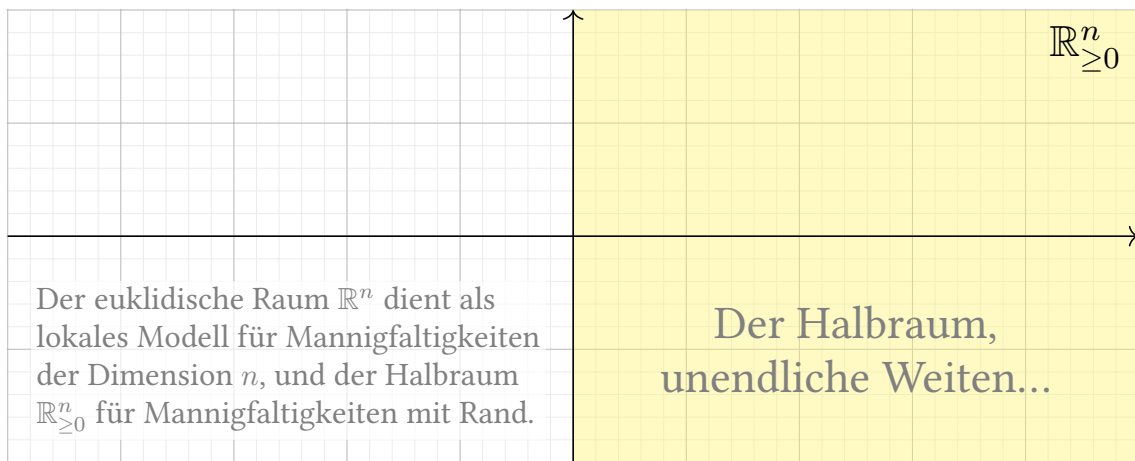 ℝⁿ≥0
Der euklidische Raum ℝⁿ dient als
lokales Modell für Mannigfaltigkeiten
der Dimension n, und der Halbraum
ℝⁿ≥0 für Mannigfaltigkeiten mit Rand.
Der Halbraum,
unendliche Weiten…